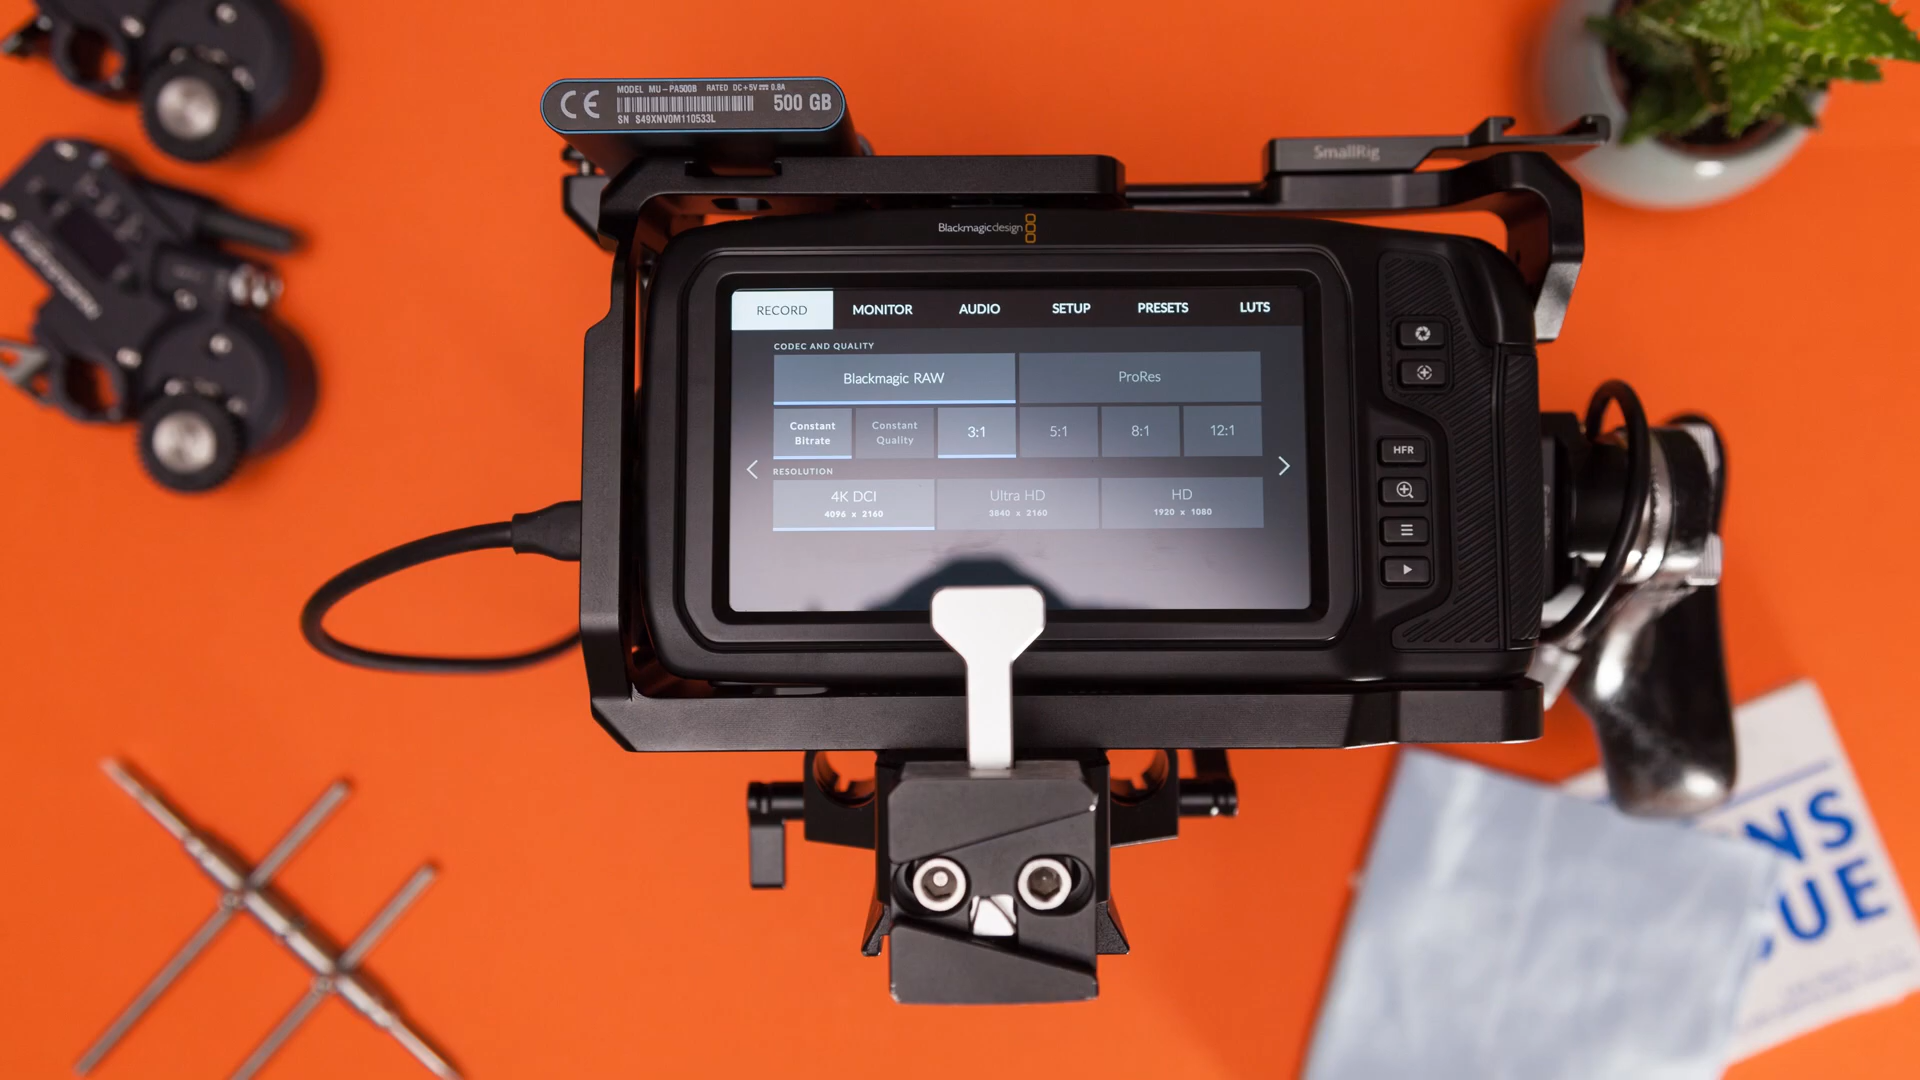 MODEL MU-PA500B RATED DC+5V⎓0.8A
CE
500 GB
SN S49XNV0M110533L
SmallRig
Blackmagicdesign
RECORD MONITOR AUDIO SETUP PRESETS LUTS
CODEC AND QUALITY
Blackmagic RAW ProRes
Constant Bitrate
Constant Quality
3:1 5:1 8:1 12:1
RESOLUTION
4K DCI
4096 x 2160
Ultra HD
3840 x 2160
HD
1920 x 1080
HFR
NS
UE